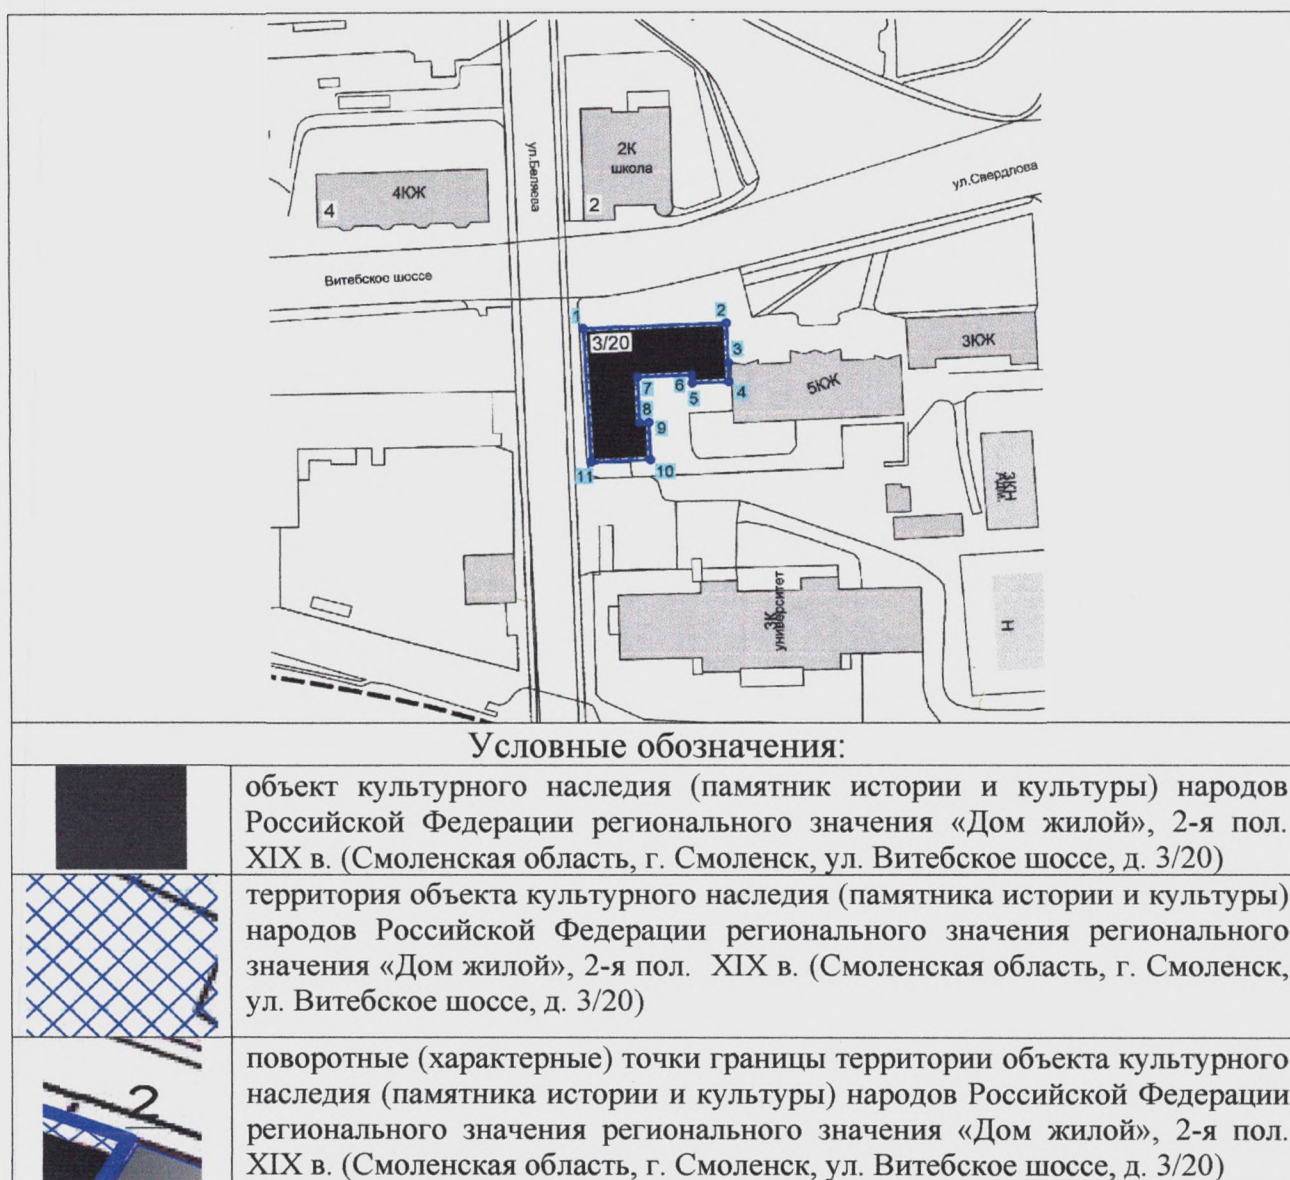 2К
школа
2
ул.Беляева
4КЖ
4
ул.Свердлова
Витебское шоссе
1
2
3/20
3
3КЖ
7
6
5
4
5КЖ
8
9
10
11
3КН
3К
университет
Н
Условные обозначения:
объект культурного наследия (памятник истории и культуры) народов
Российской Федерации регионального значения «Дом жилой», 2-я пол.
XIX в. (Смоленская область, г. Смоленск, ул. Витебское шоссе, д. 3/20)
территория объекта культурного наследия (памятника истории и культуры)
народов Российской Федерации регионального значения регионального
значения «Дом жилой», 2-я пол. XIX в. (Смоленская область, г. Смоленск,
ул. Витебское шоссе, д. 3/20)
2
поворотные (характерные) точки границы территории объекта культурного
наследия (памятника истории и культуры) народов Российской Федерации
регионального значения регионального значения «Дом жилой», 2-я пол.
XIX в. (Смоленская область, г. Смоленск, ул. Витебское шоссе, д. 3/20)